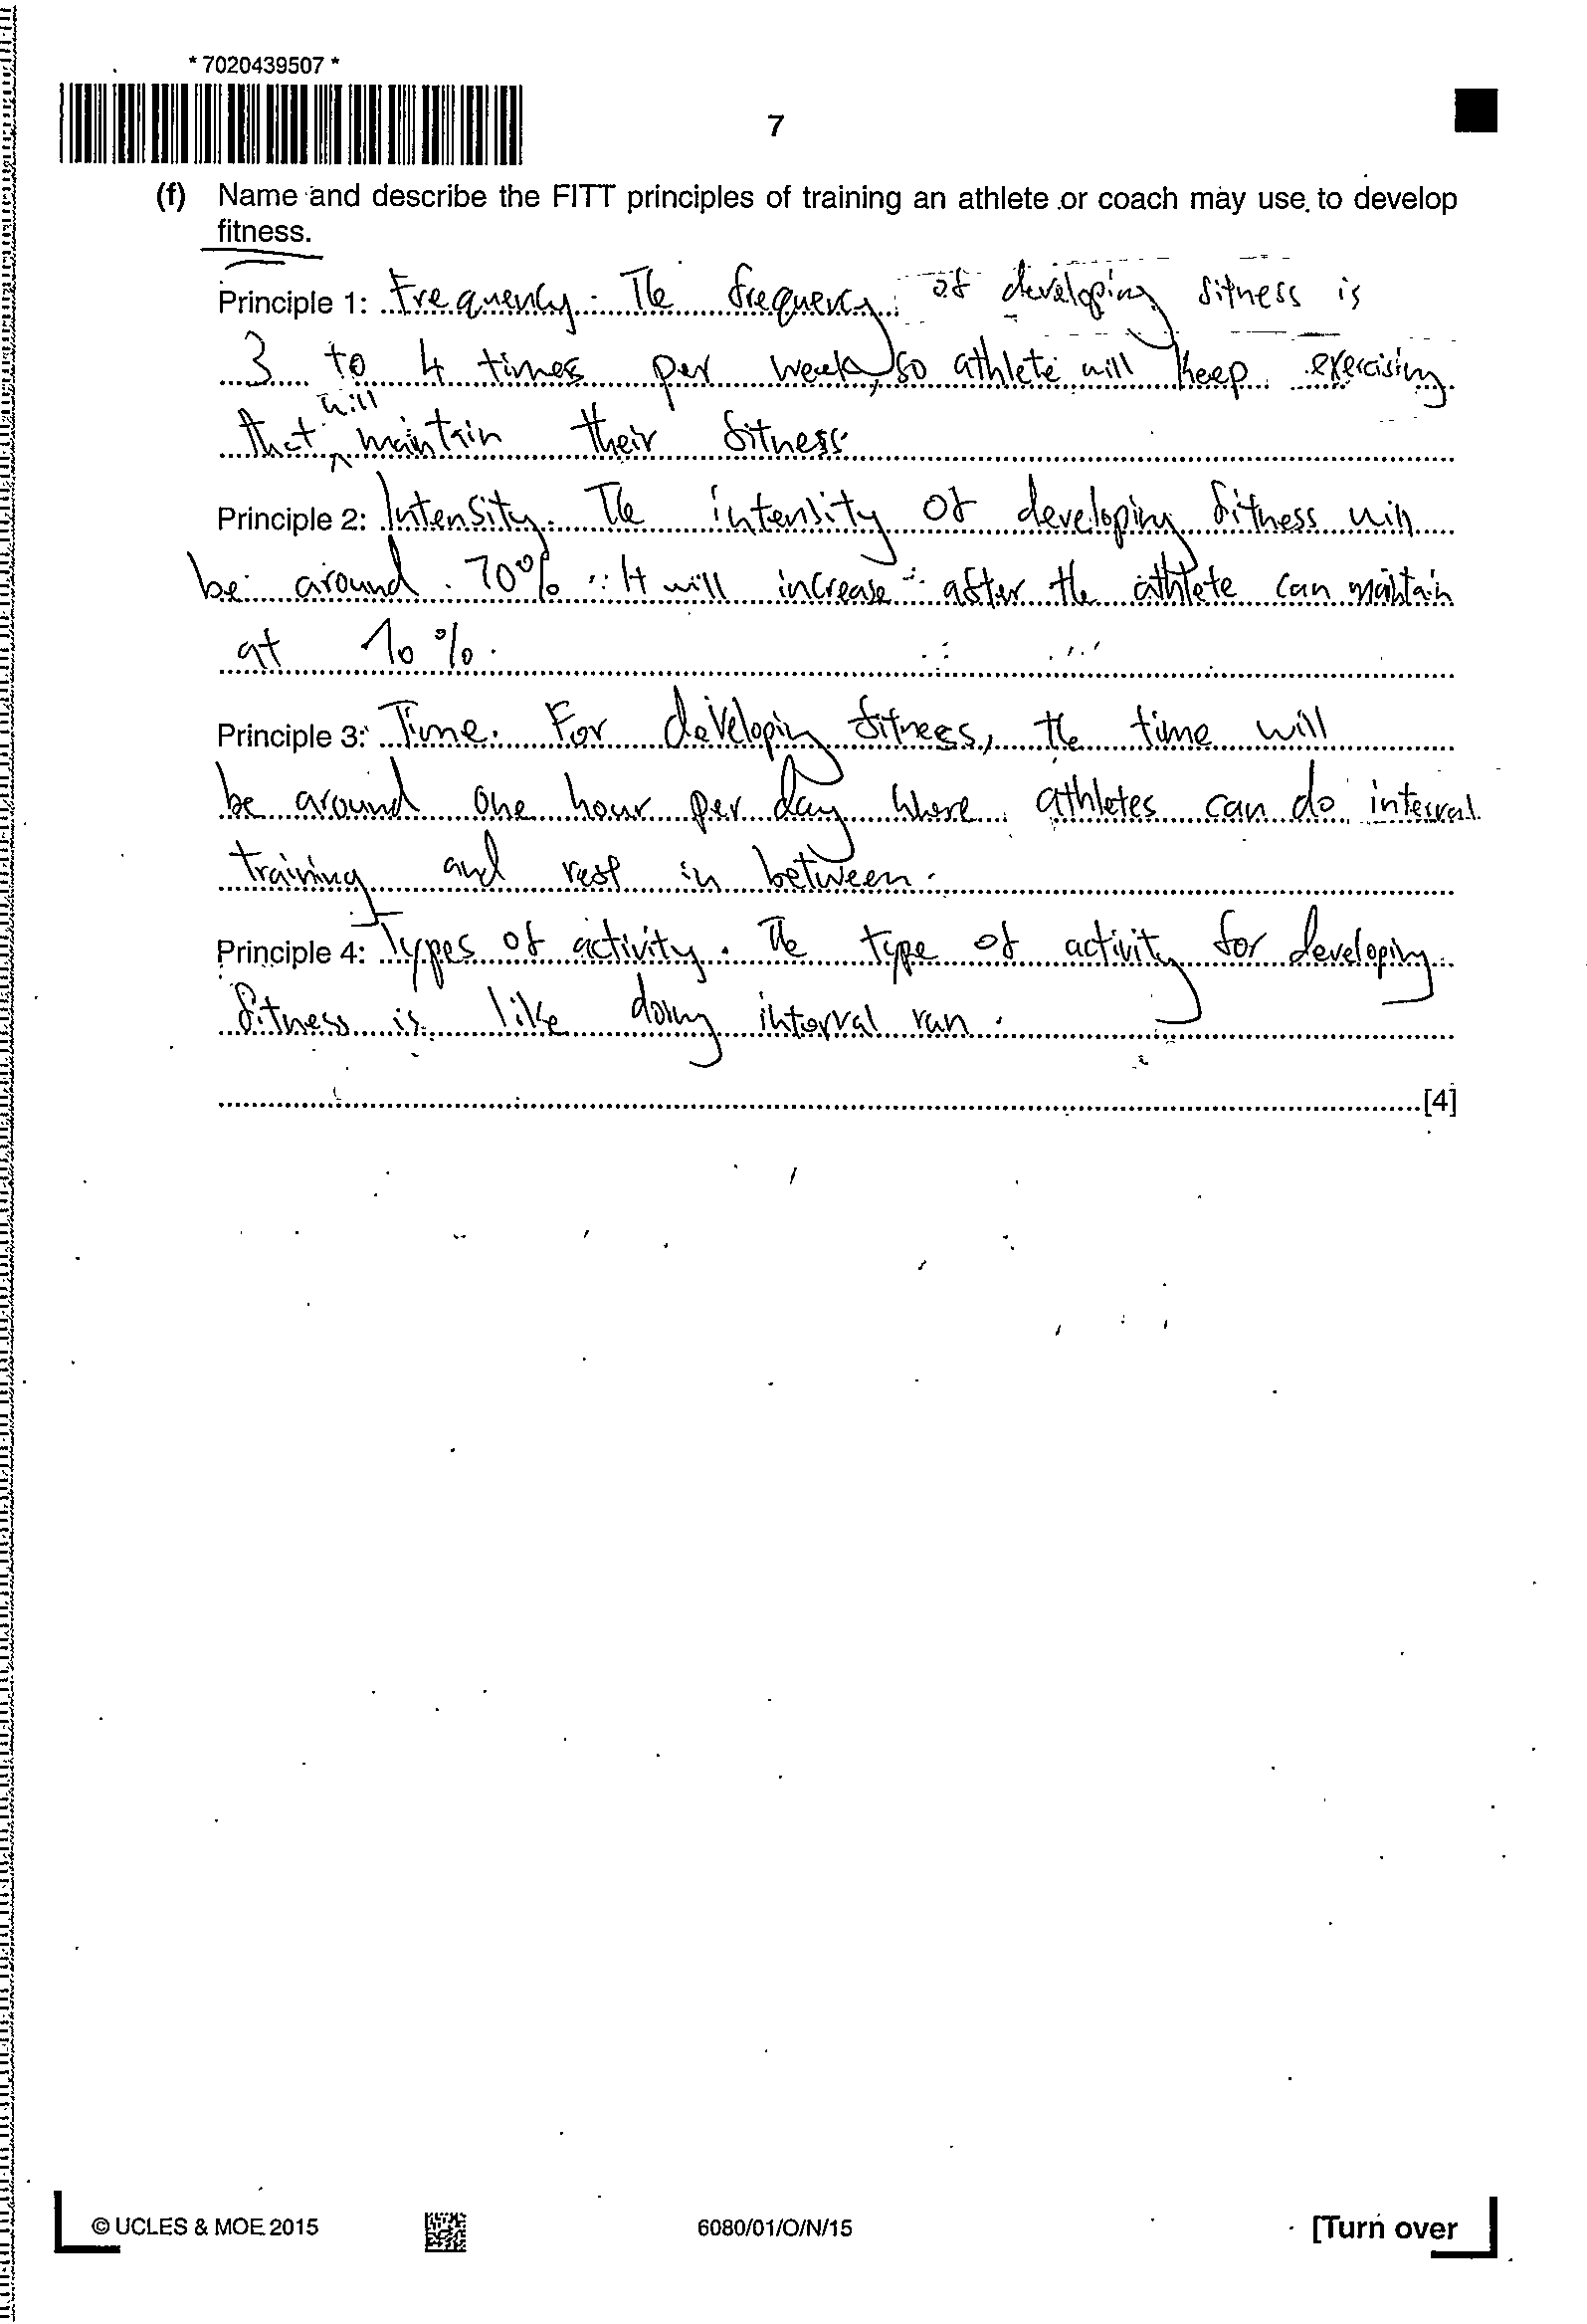 * 7020439507 *
7
(f) Name and describe the FITT principles of training an athlete or coach may use to develop
fitness.
Principle 1: Frequency. The frequency of developing fitness is
3 to 4 times per week, so athlete will keep exercising
that will maintain their fitness.
Principle 2: Intensity. The intensity of developing fitness will
be around 70%. It will increase after the athlete can maintain
at 70%.
Principle 3: Time. For developing fitness, the time will
be around one hour per day where athletes can do interval
training and rest in between.
Principle 4: Types of activity. The type of activity for developing
fitness is like doing interval run.
[4]
© UCLES & MOE 2015
6080/01/O/N/15
[Turn over